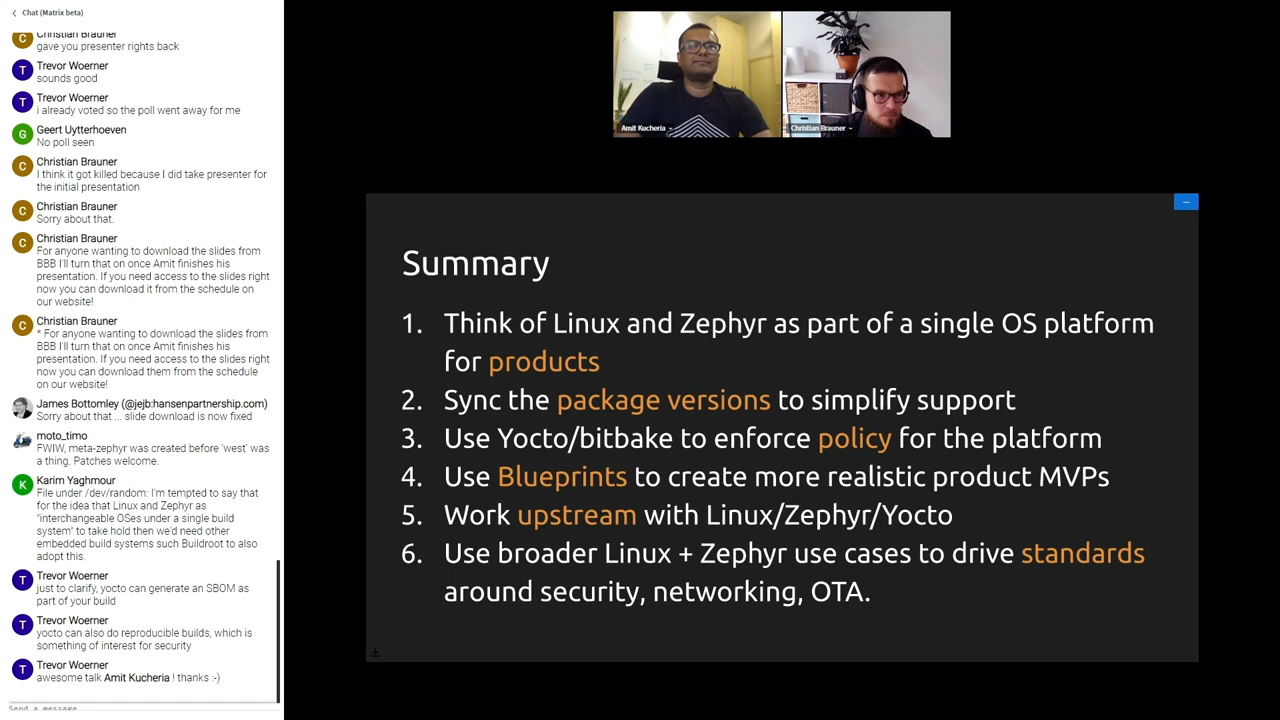 Chat (Matrix beta)
C
Christian Brauner
gave you presenter rights back
T
Trevor Woerner
sounds good
T
Trevor Woerner
i already voted so the poll went away for me
G
Geert Uytterhoeven
No poll seen
C
Christian Brauner
I think it got killed because I did take presenter for
the initial presentation
C
Christian Brauner
Sorry about that.
C
Christian Brauner
For anyone wanting to download the slides from
BBB I'll turn that on once Amit finishes his
presentation. If you need access to the slides right
now you can download it from the schedule on
our website!
C
Christian Brauner
* For anyone wanting to download the slides from
BBB I'll turn that on once Amit finishes his
presentation. If you need access to the slides right
now you can download them from the schedule
on our website!
James Bottomley (@jejb:hansenpartnership.com)
Sorry about that ... slide download is now fixed
moto_timo
FWIW, meta-zephyr was created before 'west' was
a thing. Patches welcome.
K
Karim Yaghmour
File under /dev/random: I'm tempted to say that
for the idea that Linux and Zephyr as
"interchangeable OSes under a single build
system" to take hold then we'd need other
embedded build systems such Buildroot to also
adopt this.
T
Trevor Woerner
just to clarify, yocto can generate an SBOM as
part of your build
T
Trevor Woerner
yocto can also do reproducible builds, which is
something of interest for security
T
Trevor Woerner
awesome talk Amit Kucheria ! thanks :-)
Send a message
Amit Kucheria
Christian Brauner
Summary
1. Think of Linux and Zephyr as part of a single OS platform
for products
2. Sync the package versions to simplify support
3. Use Yocto/bitbake to enforce policy for the platform
4. Use Blueprints to create more realistic product MVPs
5. Work upstream with Linux/Zephyr/Yocto
6. Use broader Linux + Zephyr use cases to drive standards
around security, networking, OTA.